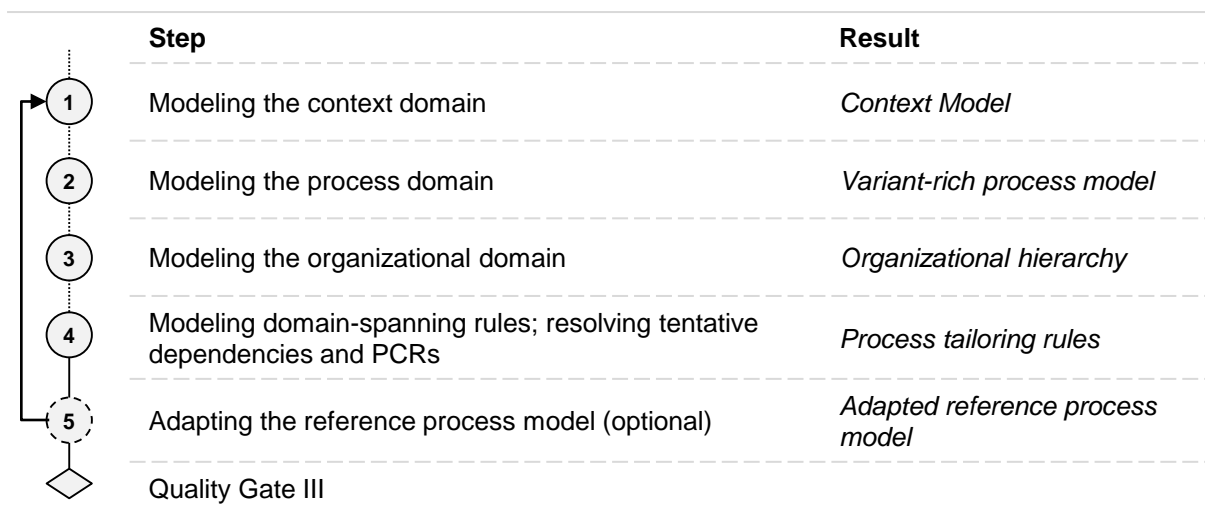 Step Result
1 Modeling the context domain Context Model
2 Modeling the process domain Variant-rich process model
3 Modeling the organizational domain Organizational hierarchy
4 Modeling domain-spanning rules; resolving tentative
dependencies and PCRs Process tailoring rules
5 Adapting the reference process model (optional) Adapted reference process
model
Quality Gate III